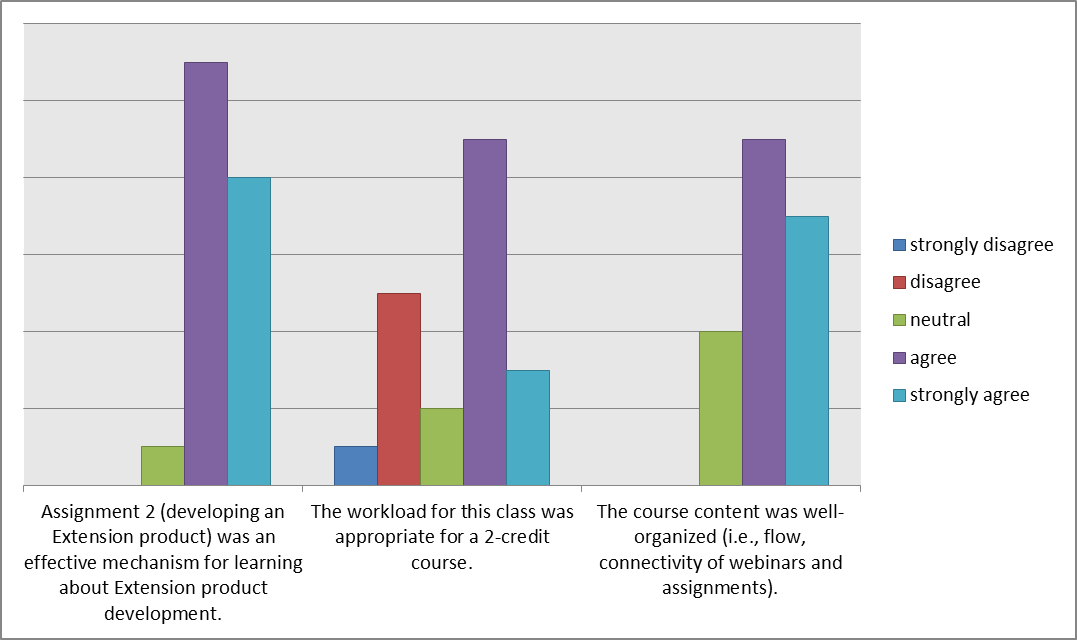 strongly disagree
disagree
neutral
agree
strongly agree
Assignment 2 (developing an
Extension product) was an
effective mechanism for learning
about Extension product
development.
The workload for this class was
appropriate for a 2-credit
course.
The course content was well-
organized (i.e., flow,
connectivity of webinars and
assignments).